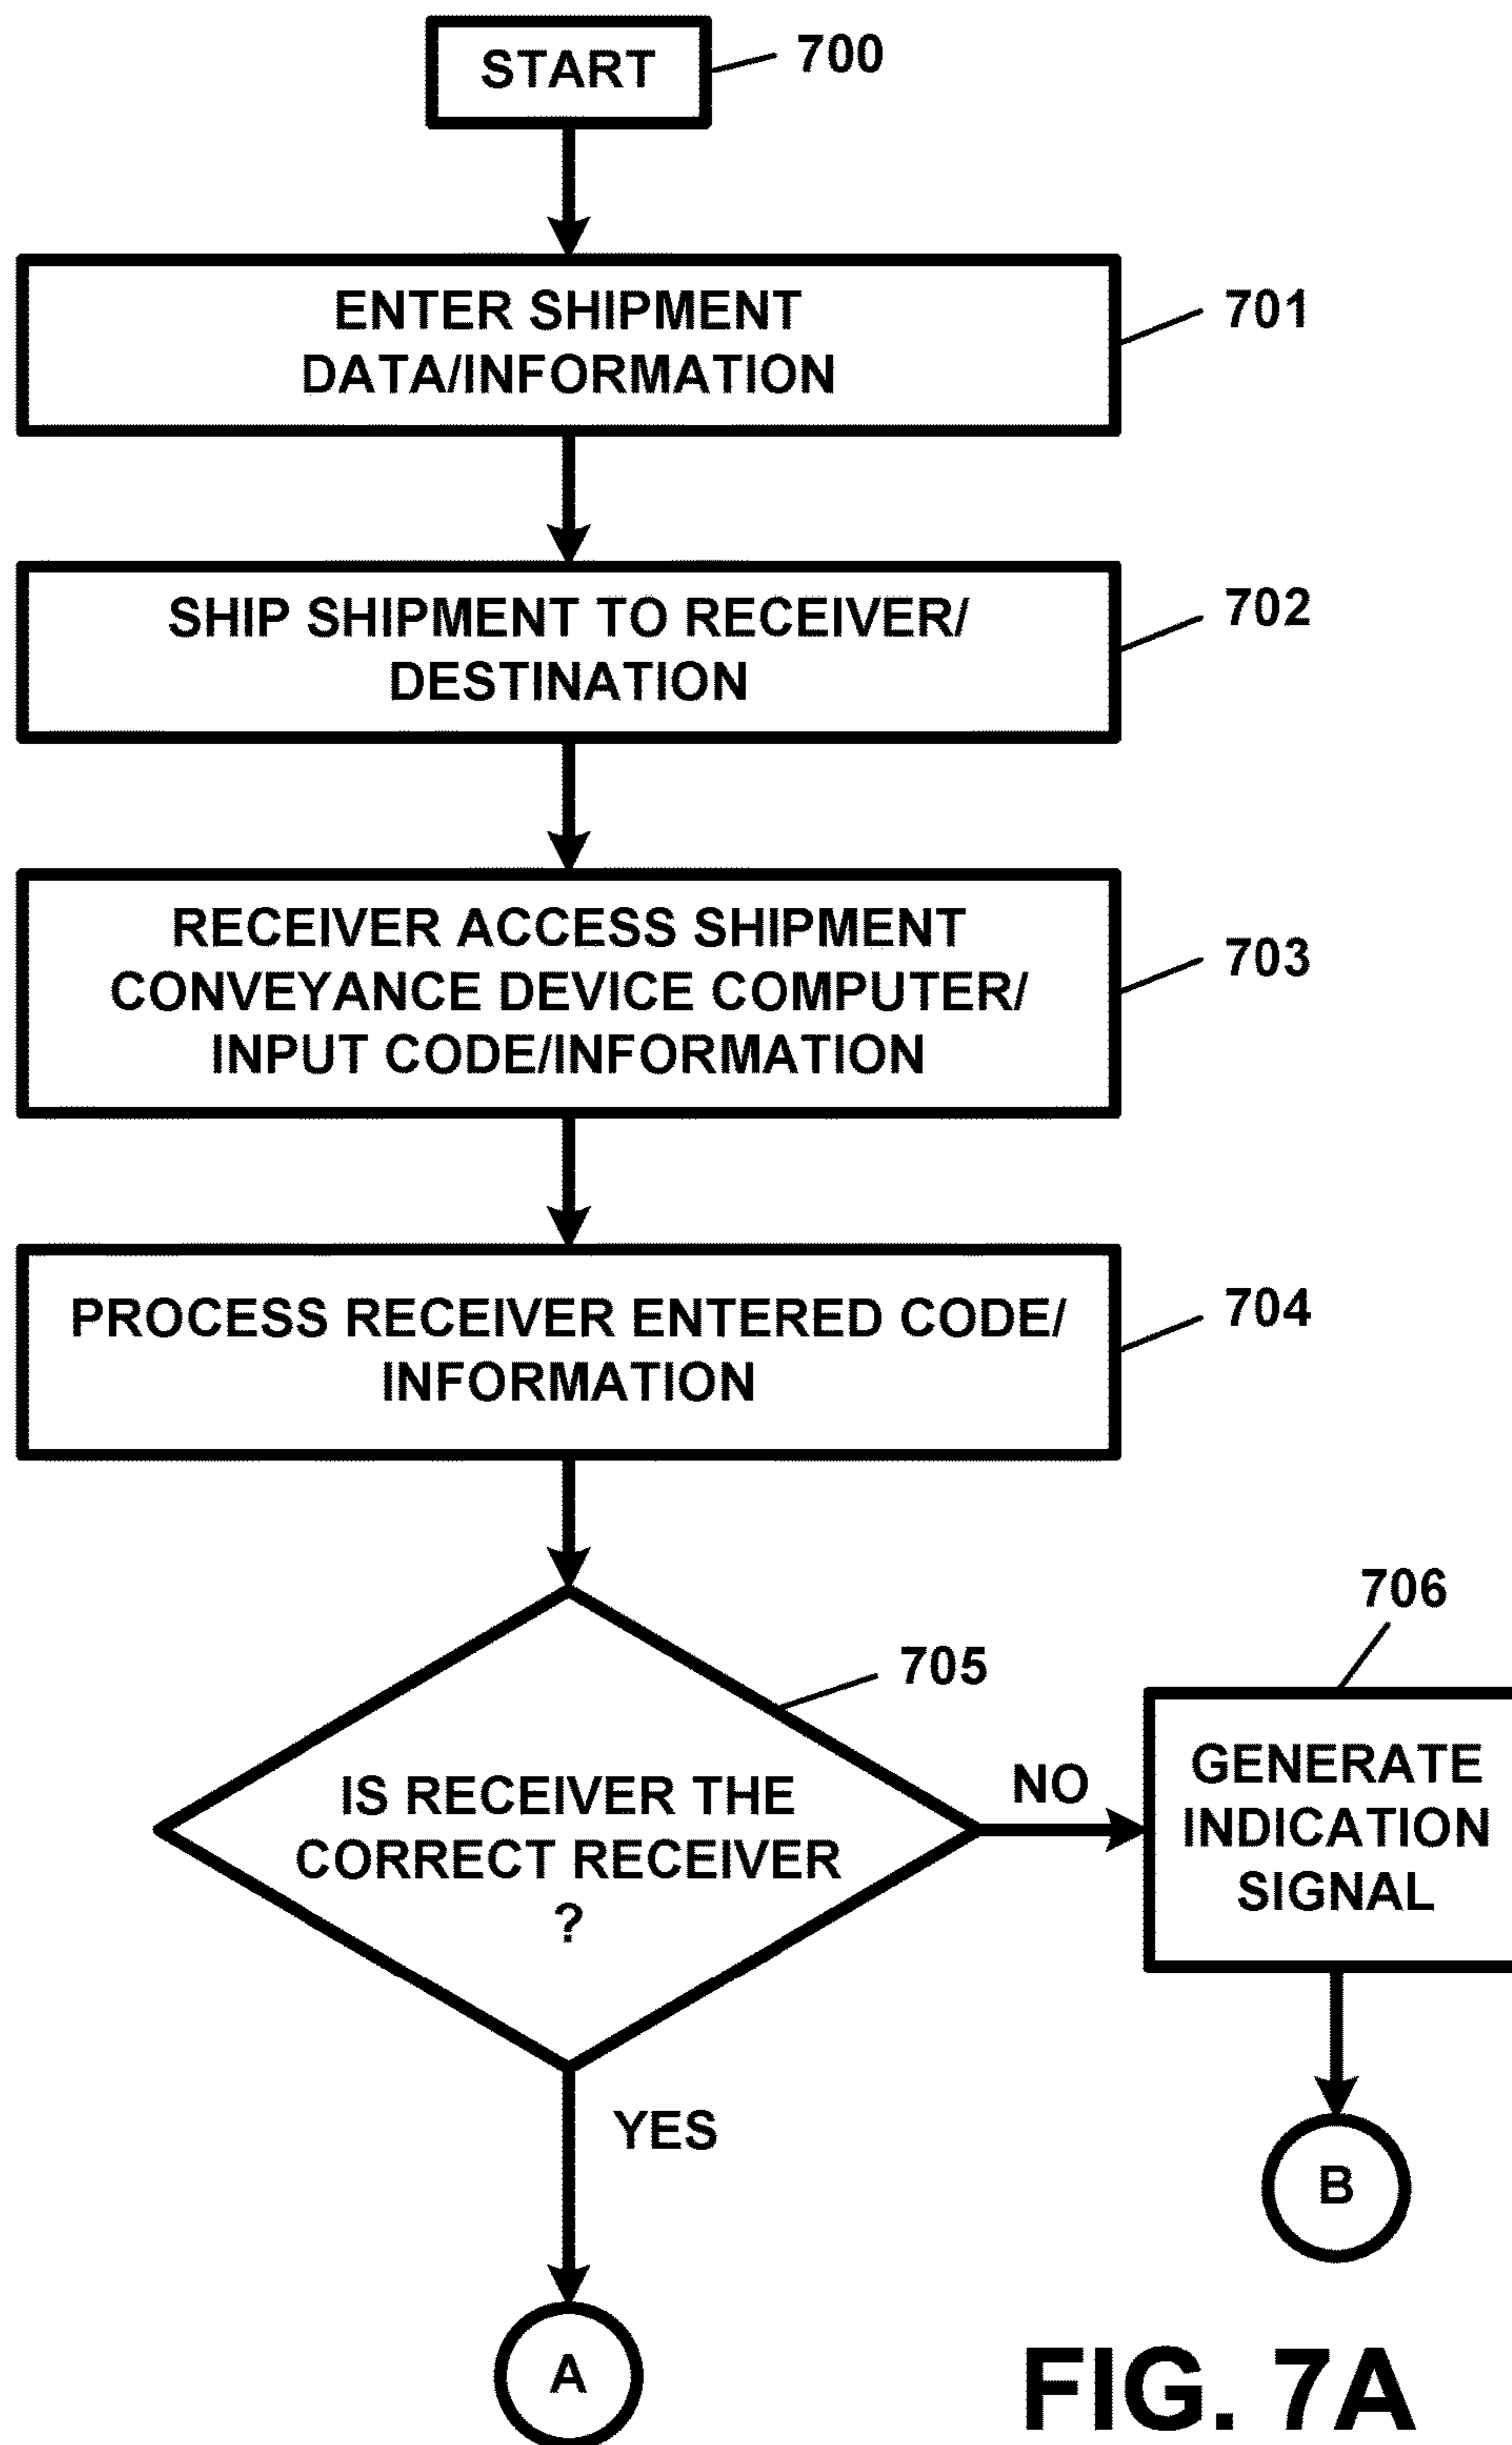 START
700
ENTER SHIPMENT
DATA/INFORMATION
701
SHIP SHIPMENT TO RECEIVER/
DESTINATION
702
RECEIVER ACCESS SHIPMENT
CONVEYANCE DEVICE COMPUTER/
INPUT CODE/INFORMATION
703
PROCESS RECEIVER ENTERED CODE/
INFORMATION
704
IS RECEIVER THE
CORRECT RECEIVER
?
705
NO
706
GENERATE
INDICATION
SIGNAL
YES
B
A
FIG. 7A